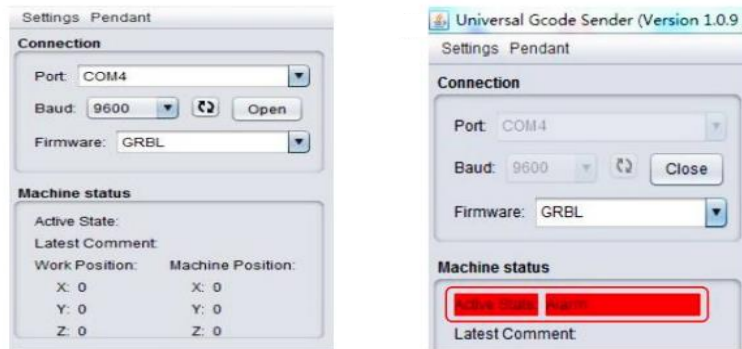 Settings Pendant
Connection
Port: COM4
Baud: 9600 Open
Firmware: GRBL
Machine status
Active State:
Latest Comment:
Work Position: Machine Position:
X: 0 X: 0
Y: 0 Y: 0
Z: 0 Z: 0
Universal Gcode Sender (Version 1.0.9
Settings Pendant
Connection
Port: COM4
Baud: 9600 Close
Firmware: GRBL
Machine status
Active State: Alarm
Latest Comment: